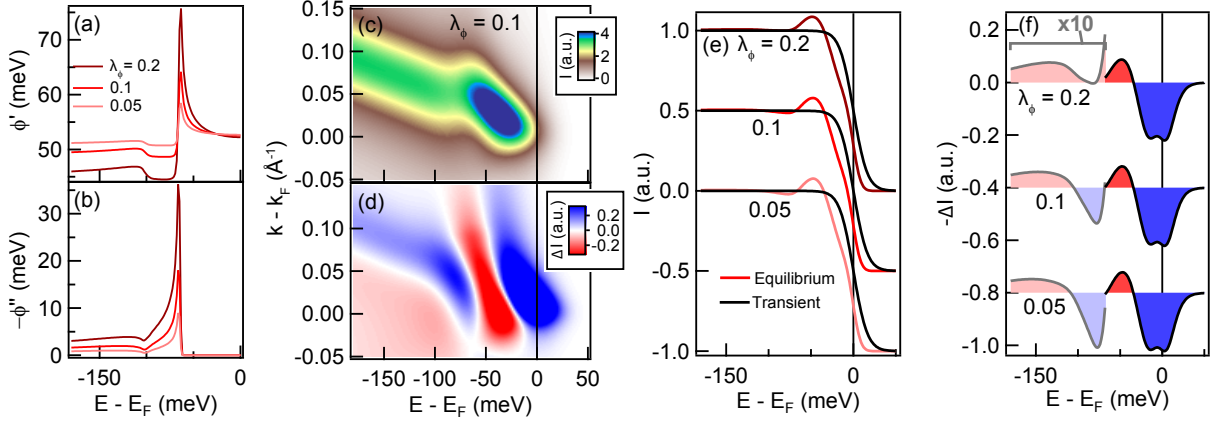 (a)
ϕ' (meV)
70
60
50
λϕ = 0.2
0.1
0.05
(b)
−ϕ'' (meV)
30
20
10
0
-150
0
E - EF (meV)
(c)
λϕ = 0.1
I (a.u.)
4
2
0
k - kF (Å-1)
0.15
0.10
0.05
0.00
-0.05
(d)
ΔI (a.u.)
0.2
0.0
-0.2
0.10
0.05
0.00
-0.05
-150
-100
-50
0
50
E - EF (meV)
(e)
I (a.u.)
1.0
0.5
0.0
-0.5
-1.0
λϕ = 0.2
0.1
0.05
Equilibrium
Transient
-150
0
E - EF (meV)
(f)
x10
-ΔI (a.u.)
0.2
0.0
-0.2
-0.4
-0.6
-0.8
-1.0
λϕ = 0.2
0.1
0.05
-150
0
E - EF (meV)